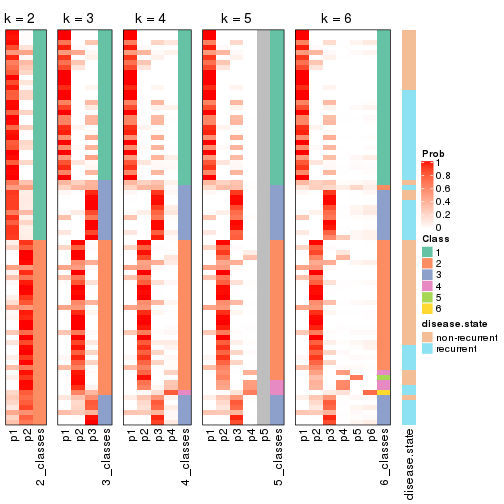 k = 2
k = 3
k = 4
k = 5
k = 6
Prob
1
0.8
0.6
0.4
0.2
0
Class
1
2
3
4
5
6
disease.state
non-recurrent
recurrent
p1
p2
2_classes
p1
p2
p3
3_classes
p1
p2
p3
p4
4_classes
p1
p2
p3
p4
p5
5_classes
p1
p2
p3
p4
p5
p6
6_classes
disease.state